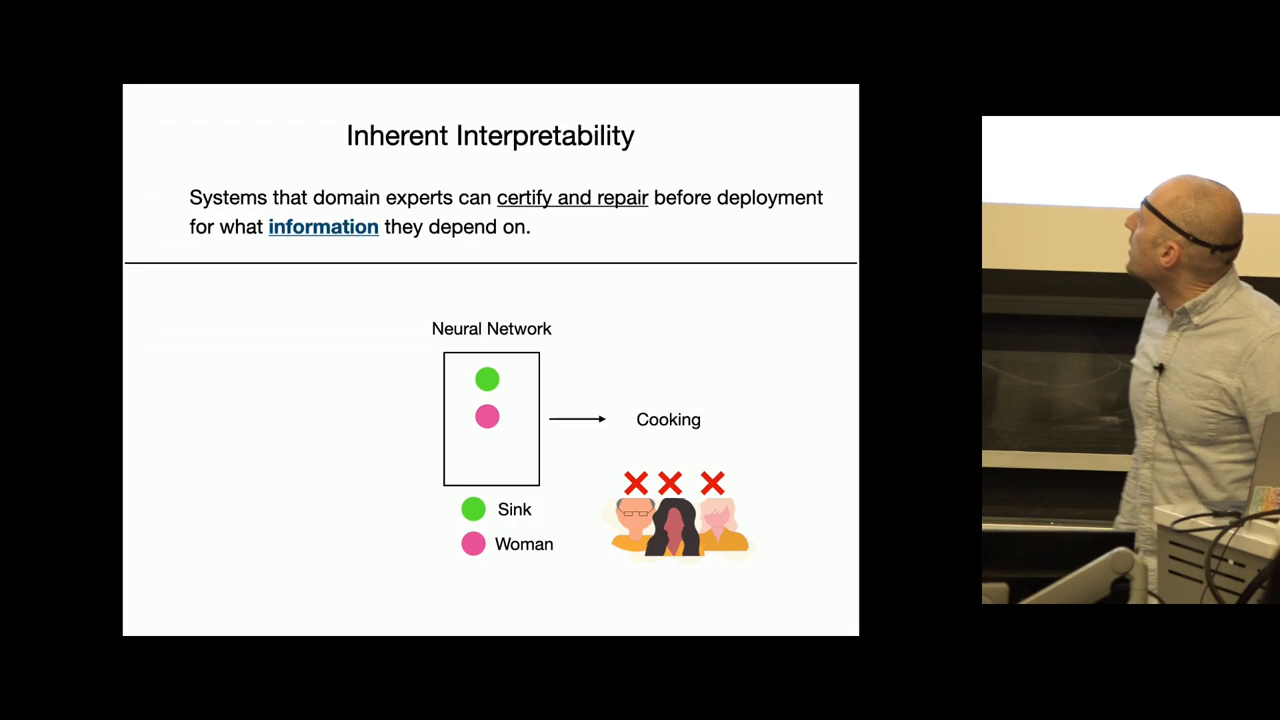 Inherent Interpretability
Systems that domain experts can certify and repair before deployment
for what information they depend on.
Neural Network
Cooking
Sink
Woman